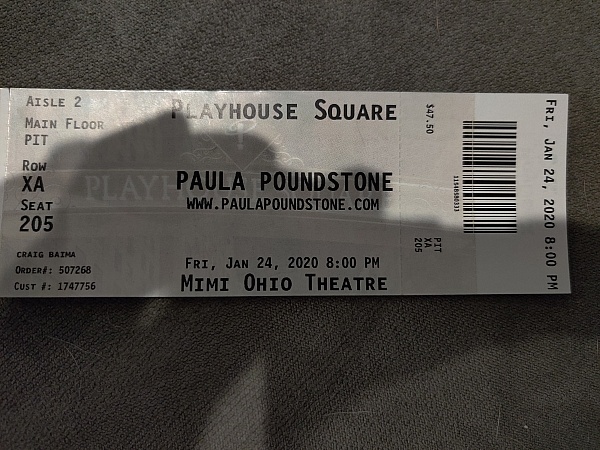 Aisle 2
Main Floor
PIT
Row
XA
Seat
205
Craig Baima
Order#: 507268
Cust #: 1747756
Playhouse Square
PAULA POUNDSTONE
WWW.PAULAPOUNDSTONE.COM
Fri, Jan 24, 2020 8:00 PM
Mimi Ohio Theatre
$47.50
PIT
XA
205
Fri, Jan 24, 2020 8:00 PM